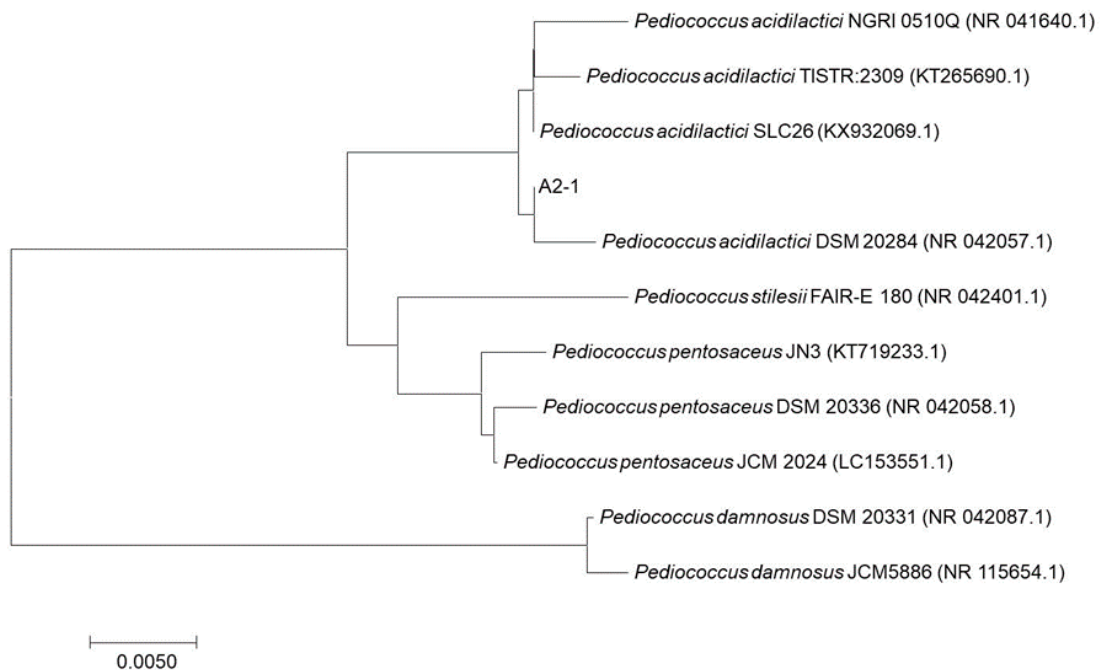 Pediococcus acidilactici NGRI 0510Q (NR 041640.1)
Pediococcus acidilactici TISTR:2309 (KT265690.1)
Pediococcus acidilactici SLC26 (KX932069.1)
A2-1
Pediococcus acidilactici DSM 20284 (NR 042057.1)
Pediococcus stilesii FAIR-E 180 (NR 042401.1)
Pediococcus pentosaceus JN3 (KT719233.1)
Pediococcus pentosaceus DSM 20336 (NR 042058.1)
Pediococcus pentosaceus JCM 2024 (LC153551.1)
Pediococcus damnosus DSM 20331 (NR 042087.1)
Pediococcus damnosus JCM5886 (NR 115654.1)
0.0050